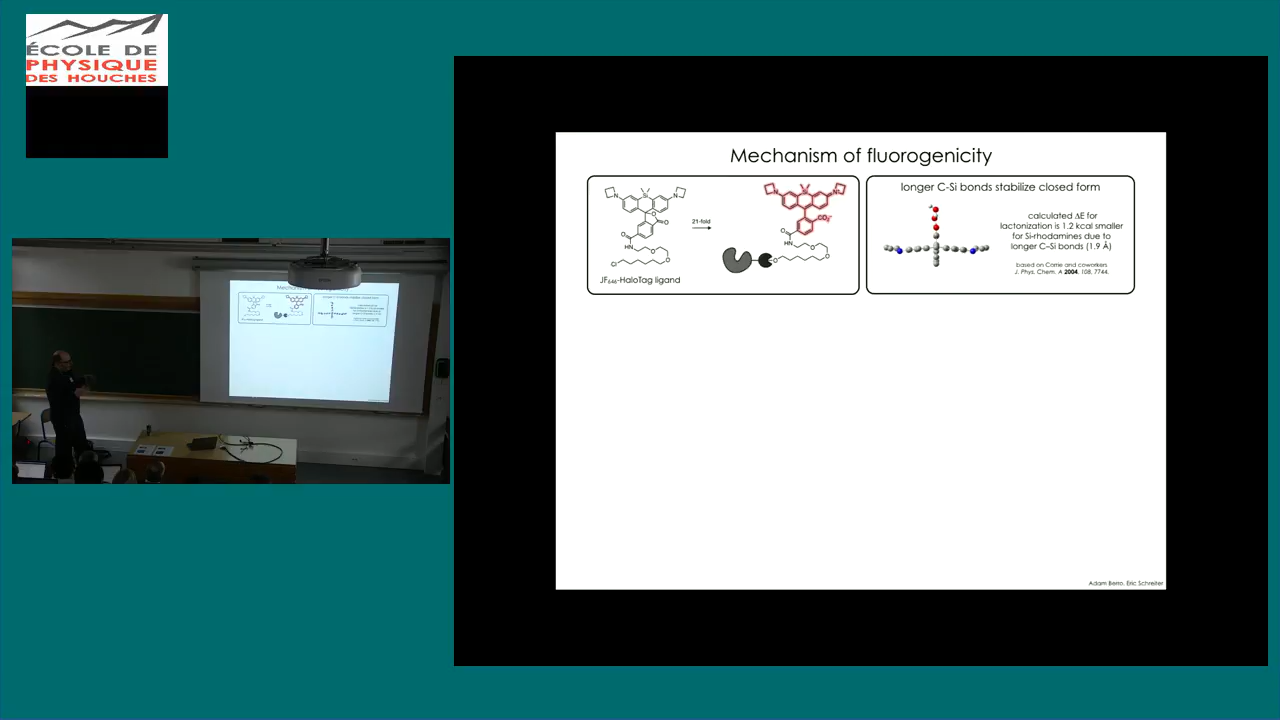 ÉCOLE DE
PHYSIQUE
DES HOUCHES
Mechanism of fluorogenicity
21-fold
JF646-HaloTag ligand
longer C-Si bonds stabilize closed form
calculated ΔE for
lactonization is 1.2 kcal smaller
for Si-rhodamines due to
longer C–Si bonds (1.9 Å)
based on Corrie and coworkers
J. Phys. Chem. A 2004, 108, 7744.
Adam Berro, Eric Schreiter